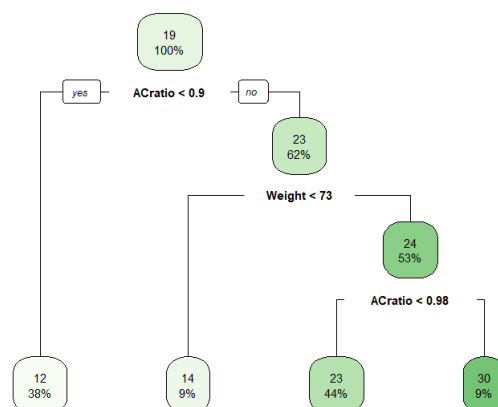 19
100%
yes
ACratio < 0.9
no
23
62%
Weight < 73
24
53%
ACratio < 0.98
12
38%
14
9%
23
44%
30
9%